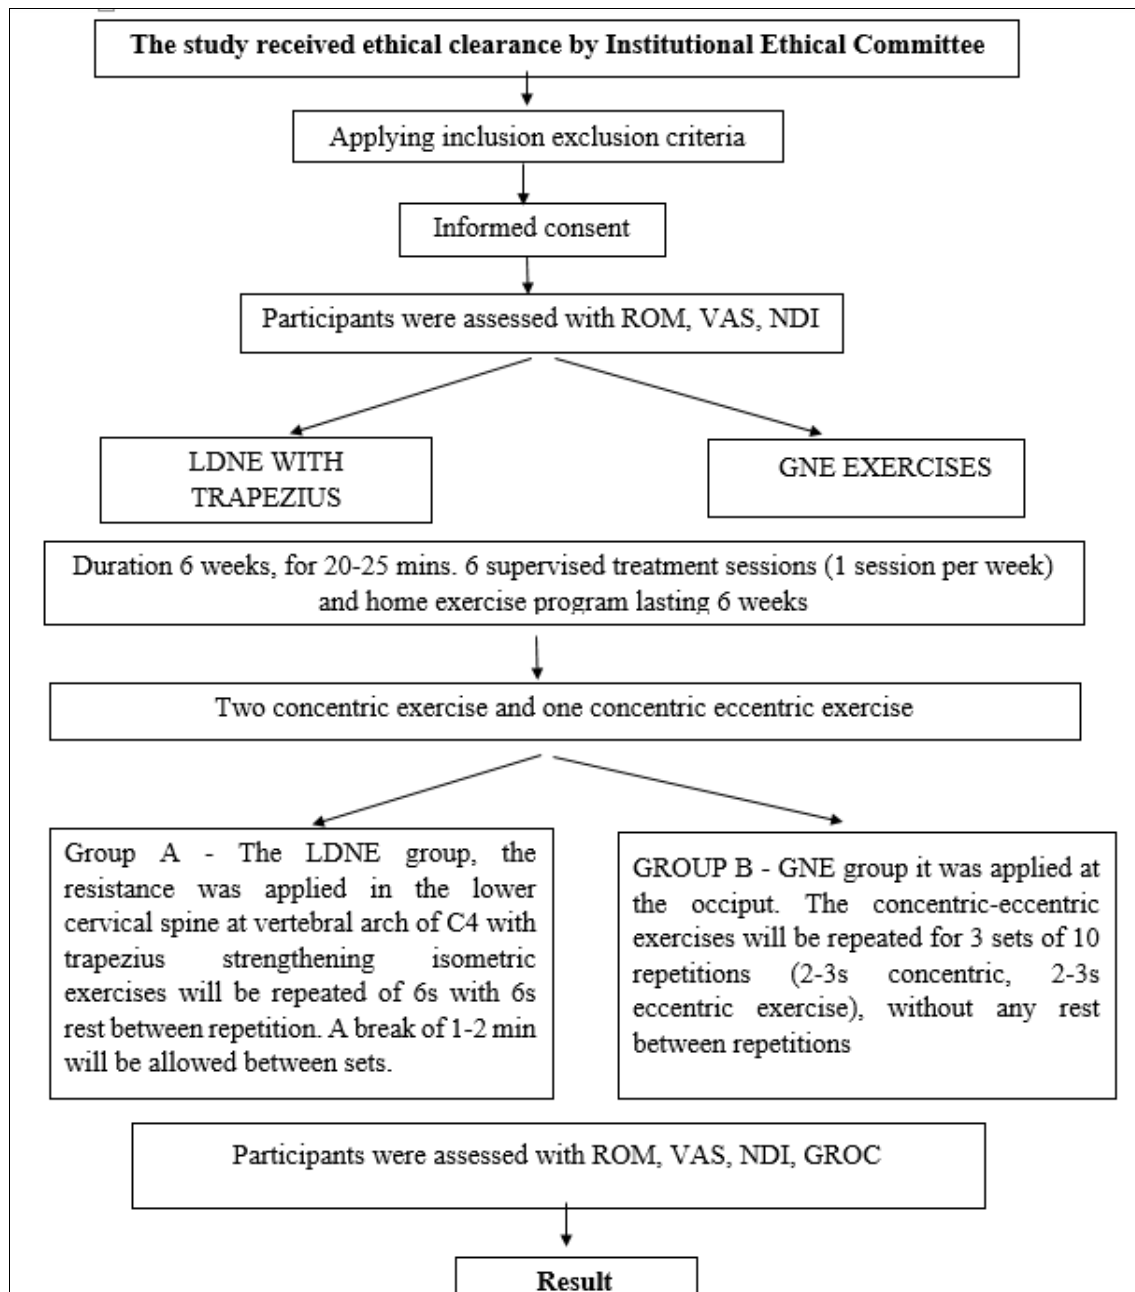 The study received ethical clearance by Institutional Ethical Committee
Applying inclusion exclusion criteria
Informed consent
Participants were assessed with ROM, VAS, NDI
LDNE WITH
TRAPEZIUS
GNE EXERCISES
Duration 6 weeks, for 20-25 mins. 6 supervised treatment sessions (1 session per week)
and home exercise program lasting 6 weeks
Two concentric exercise and one concentric eccentric exercise
Group A - The LDNE group, the
resistance was applied in the lower
cervical spine at vertebral arch of C4 with
trapezius strengthening isometric
exercises will be repeated of 6s with 6s
rest between repetition. A break of 1-2 min
will be allowed between sets.
GROUP B - GNE group it was applied at
the occiput. The concentric-eccentric
exercises will be repeated for 3 sets of 10
repetitions (2-3s concentric, 2-3s
eccentric exercise), without any rest
between repetitions
Participants were assessed with ROM, VAS, NDI, GROC
Result